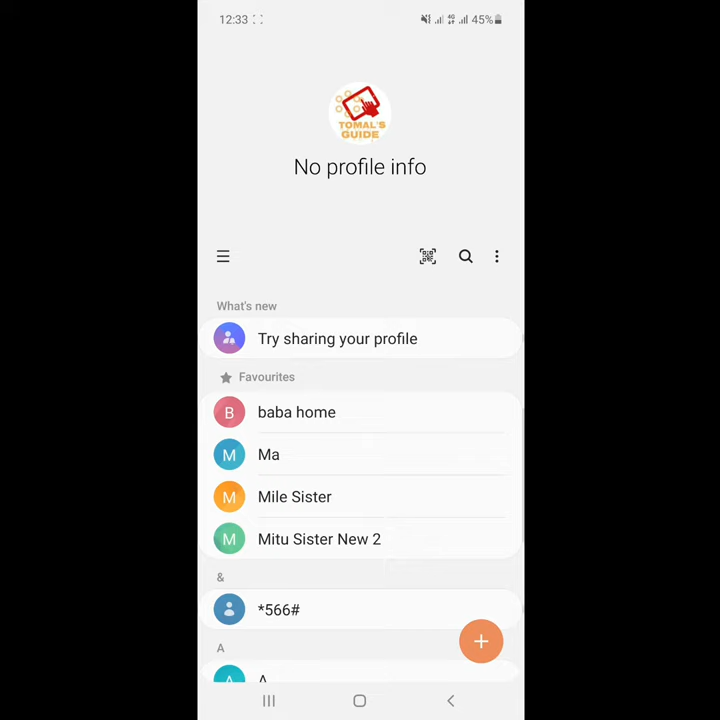 12:33
4G
45%
TOMAL'S
GUIDE
No profile info
What's new
Try sharing your profile
Favourites
B
baba home
M
Ma
M
Mile Sister
M
Mitu Sister New 2
&
*566#
A
A
A